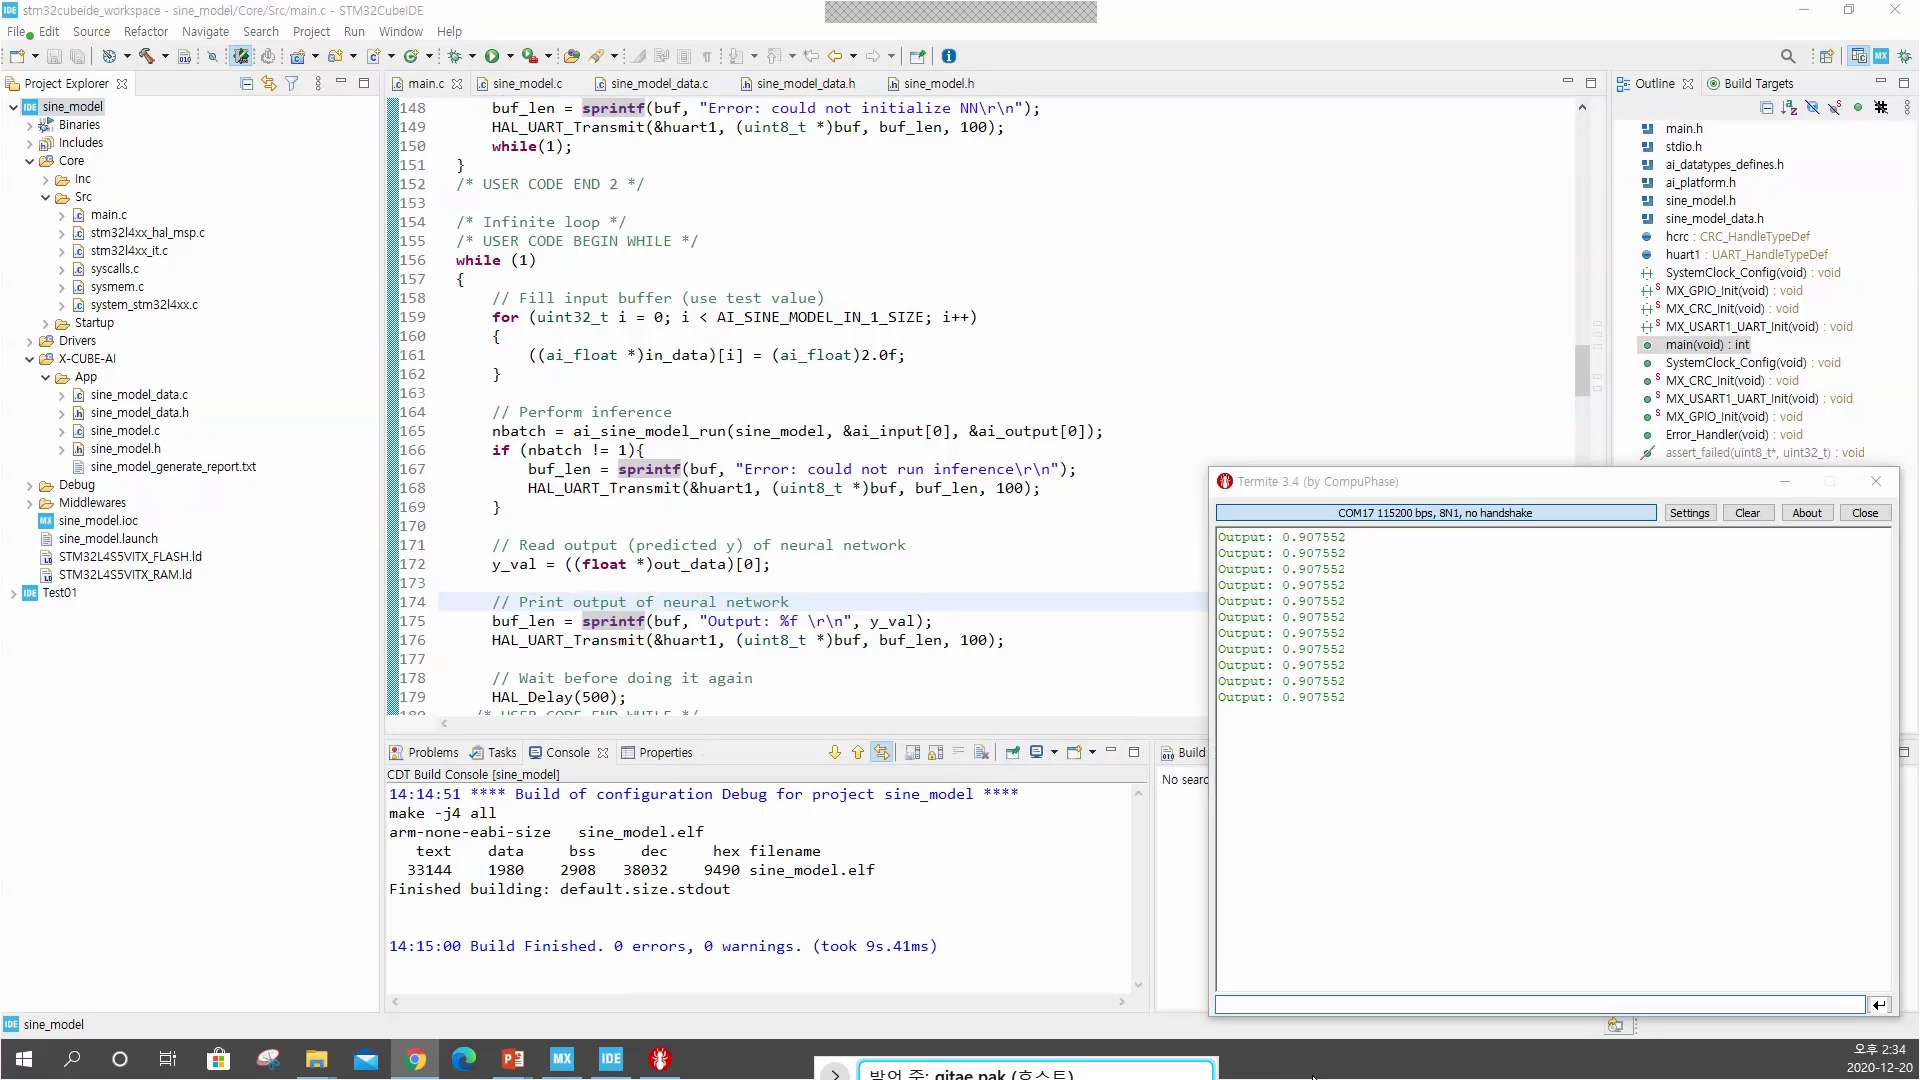 stm32cubeide_workspace - sine_model/Core/Src/main.c - STM32CubeIDE
File Edit Source Refactor Navigate Search Project Run Window Help
Project Explorer
sine_model
Binaries
Includes
Core
Inc
Src
main.c
stm32l4xx_hal_msp.c
stm32l4xx_it.c
syscalls.c
sysmem.c
system_stm32l4xx.c
Startup
Drivers
X-CUBE-AI
App
sine_model_data.c
sine_model_data.h
sine_model.c
sine_model.h
sine_model_generate_report.txt
Debug
Middlewares
sine_model.ioc
sine_model.launch
STM32L4S5VITX_FLASH.ld
STM32L4S5VITX_RAM.ld
Test01
main.c sine_model.c sine_model_data.c sine_model_data.h sine_model.h
148 buf_len = sprintf(buf, "Error: could not initialize NN\r\n");
149 HAL_UART_Transmit(&huart1, (uint8_t *)buf, buf_len, 100);
150 while(1);
151 }
152 /* USER CODE END 2 */
153
154 /* Infinite loop */
155 /* USER CODE BEGIN WHILE */
156 while (1)
157 {
158 // Fill input buffer (use test value)
159 for (uint32_t i = 0; i < AI_SINE_MODEL_IN_1_SIZE; i++)
160 {
161 ((ai_float *)in_data)[i] = (ai_float)2.0f;
162 }
163
164 // Perform inference
165 nbatch = ai_sine_model_run(sine_model, &ai_input[0], &ai_output[0]);
166 if (nbatch != 1){
167 buf_len = sprintf(buf, "Error: could not run inference\r\n");
168 HAL_UART_Transmit(&huart1, (uint8_t *)buf, buf_len, 100);
169 }
170
171 // Read output (predicted y) of neural network
172 y_val = ((float *)out_data)[0];
173
174 // Print output of neural network
175 buf_len = sprintf(buf, "Output: %f \r\n", y_val);
176 HAL_UART_Transmit(&huart1, (uint8_t *)buf, buf_len, 100);
177
178 // Wait before doing it again
179 HAL_Delay(500);
180 /* USER CODE END WHILE */
Outline Build Targets
main.h
stdio.h
ai_datatypes_defines.h
ai_platform.h
sine_model.h
sine_model_data.h
hcrc : CRC_HandleTypeDef
huart1 : UART_HandleTypeDef
SystemClock_Config(void) : void
MX_GPIO_Init(void) : void
MX_CRC_Init(void) : void
MX_USART1_UART_Init(void) : void
main(void) : int
SystemClock_Config(void) : void
MX_CRC_Init(void) : void
MX_USART1_UART_Init(void) : void
MX_GPIO_Init(void) : void
Error_Handler(void) : void
assert_failed(uint8_t*, uint32_t) : void
Termite 3.4 (by CompuPhase)
COM17 115200 bps, 8N1, no handshake Settings Clear About Close
Output: 0.907552
Output: 0.907552
Output: 0.907552
Output: 0.907552
Output: 0.907552
Output: 0.907552
Output: 0.907552
Output: 0.907552
Output: 0.907552
Output: 0.907552
Output: 0.907552
Problems Tasks Console Properties
CDT Build Console [sine_model]
14:14:51 **** Build of configuration Debug for project sine_model ****
make -j4 all
arm-none-eabi-size sine_model.elf
text data bss dec hex filename
33144 1980 2908 38032 9490 sine_model.elf
Finished building: default.size.stdout
14:15:00 Build Finished. 0 errors, 0 warnings. (took 9s.41ms)
Build
No searc
sine_model
발언 중: gitae pak (호스트)
오후 2:34
2020-12-20